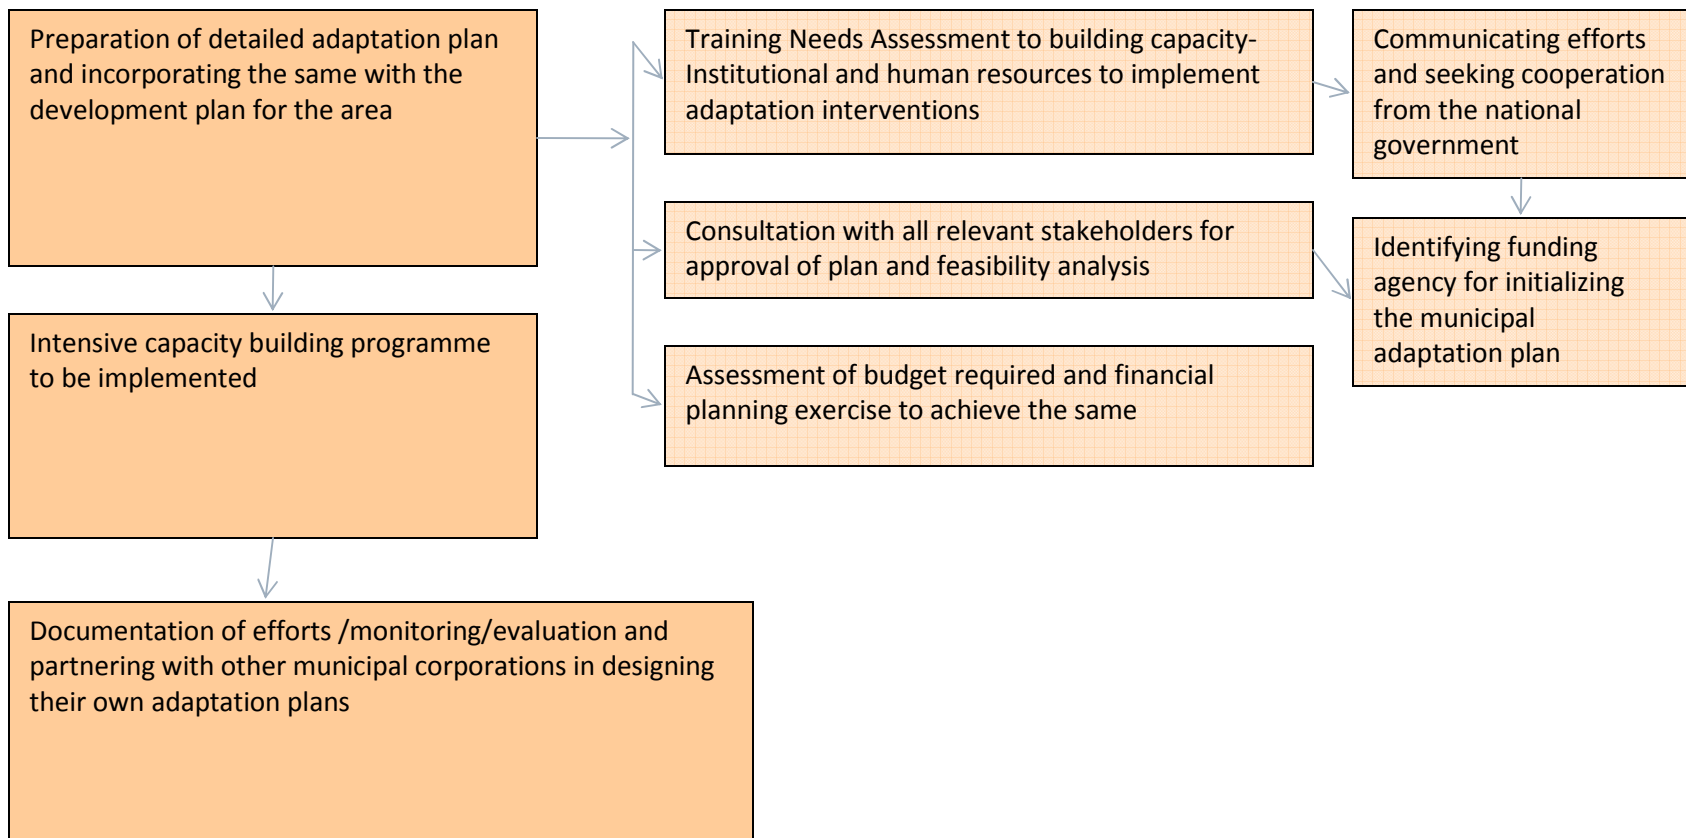 Preparation of detailed adaptation plan
and incorporating the same with the
development plan for the area
Training Needs Assessment to building capacity-
Institutional and human resources to implement
adaptation interventions
Communicating efforts
and seeking cooperation
from the national
government
Consultation with all relevant stakeholders for
approval of plan and feasibility analysis
Identifying funding
agency for initializing
the municipal
adaptation plan
Intensive capacity building programme
to be implemented
Assessment of budget required and financial
planning exercise to achieve the same
Documentation of efforts /monitoring/evaluation and
partnering with other municipal corporations in designing
their own adaptation plans